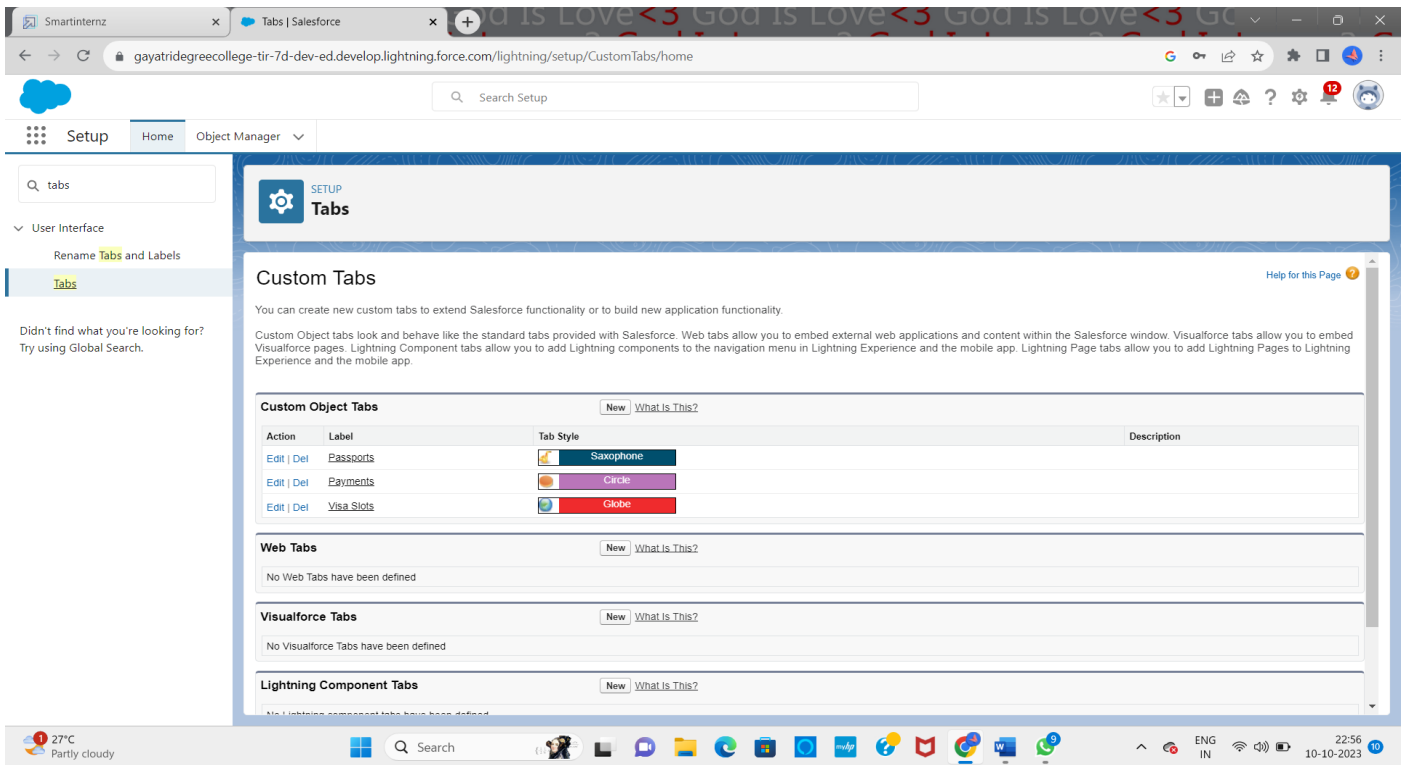 Smartinternz
Tabs | Salesforce
God Is Love<3 God Is Love<3 God Is Love<3
gayatridegreecollege-tir-7d-dev-ed.develop.lightning.force.com/lightning/setup/CustomTabs/home
Search Setup
12
Setup
Home
Object Manager
tabs
User Interface
Rename Tabs and Labels
Tabs
Didn't find what you're looking for?
Try using Global Search.
SETUP
Tabs
Custom Tabs
Help for this Page
You can create new custom tabs to extend Salesforce functionality or to build new application functionality.
Custom Object tabs look and behave like the standard tabs provided with Salesforce. Web tabs allow you to embed external web applications and content within the Salesforce window. Visualforce tabs allow you to embed
Visualforce pages. Lightning Component tabs allow you to add Lightning components to the navigation menu in Lightning Experience and the mobile app. Lightning Page tabs allow you to add Lightning Pages to Lightning
Experience and the mobile app.
Custom Object Tabs New What Is This?
Action Label Tab Style Description
Edit | Del Passports Saxophone
Edit | Del Payments Circle
Edit | Del Visa Slots Globe
Web Tabs New What Is This?
No Web Tabs have been defined
Visualforce Tabs New What Is This?
No Visualforce Tabs have been defined
Lightning Component Tabs New What Is This?
No Lightning component tabs have been defined
1
27°C
Partly cloudy
Search
myhp
9
ENG
IN
22:56
10-10-2023
10